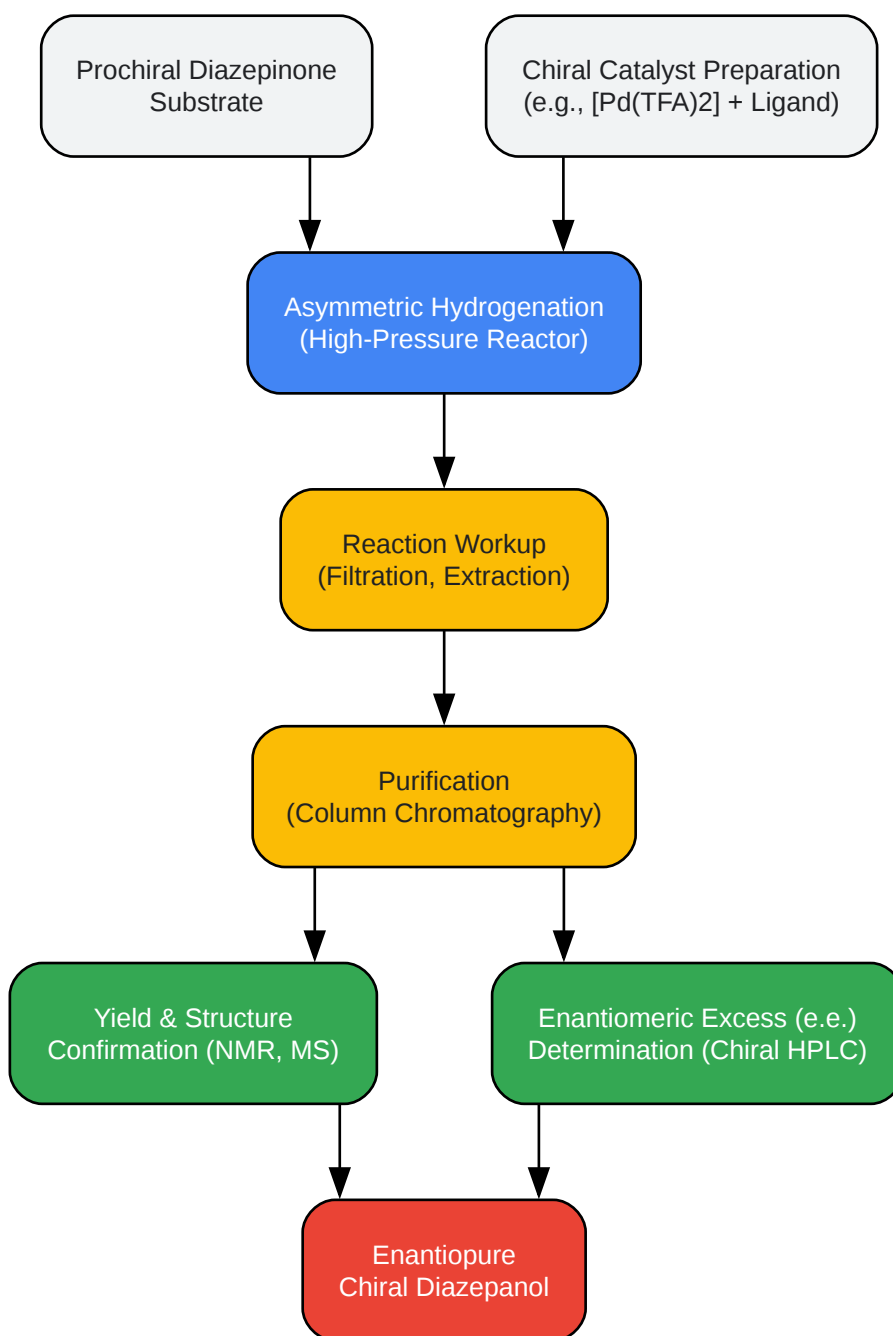 Prochiral Diazepinone
Substrate
Chiral Catalyst Preparation
(e.g., [Pd(TFA)2] + Ligand)
Asymmetric Hydrogenation
(High-Pressure Reactor)
Reaction Workup
(Filtration, Extraction)
Purification
(Column Chromatography)
Yield & Structure
Confirmation (NMR, MS)
Enantiomeric Excess (e.e.)
Determination (Chiral HPLC)
Enantiopure
Chiral Diazepanol